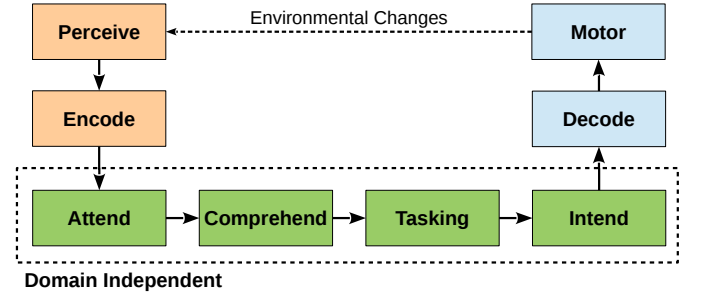 Perceive
Environmental Changes
Motor
Encode
Decode
Attend
Comprehend
Tasking
Intend
Domain Independent